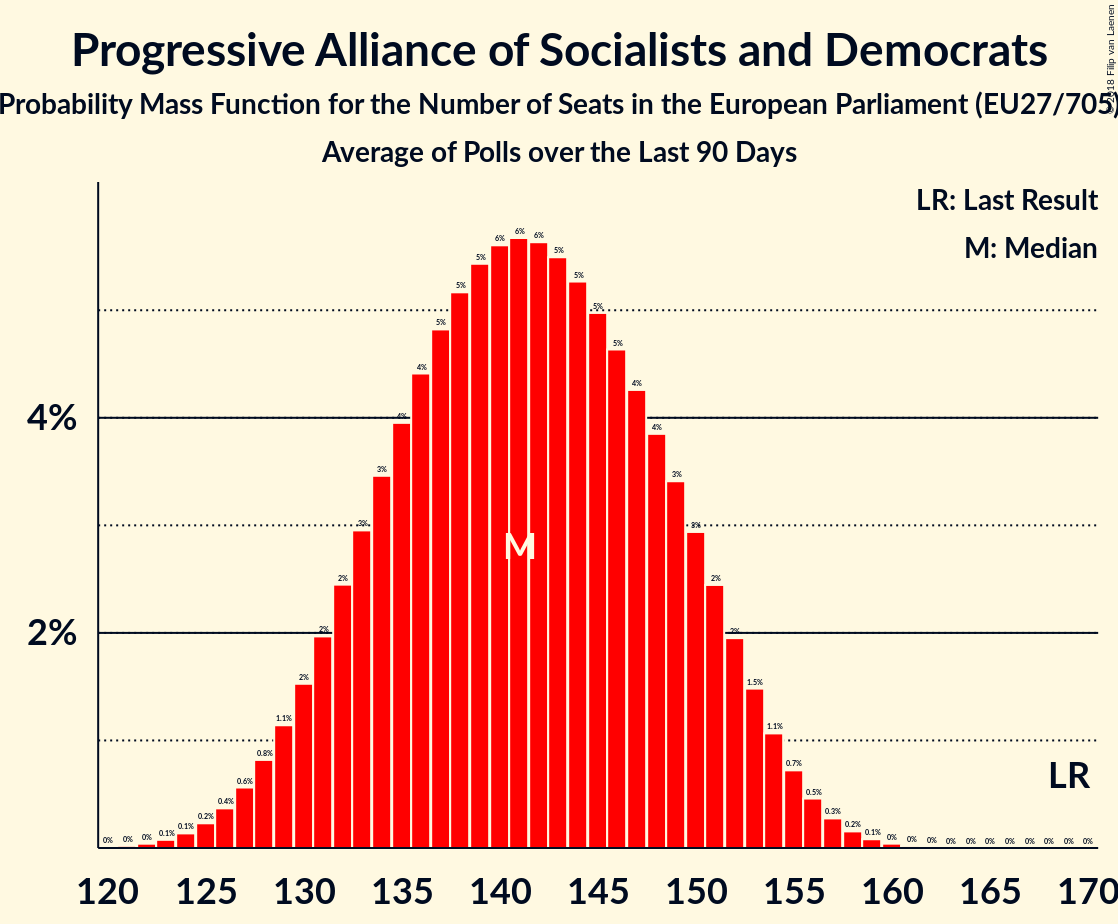 Progressive Alliance of Socialists and Democrats
Probability Mass Function for the Number of Seats in the European Parliament (EU27/705)
Average of Polls over the Last 90 Days
© 2018 Filip van Laenen
LR: Last Result
M: Median
4%
2%
0% 0% 0% 0.1% 0.1% 0.2% 0.4% 0.6% 0.8% 1.1% 2% 2% 2% 3% 3% 4% 4% 5% 5% 5% 6% 6% 6% 5% 5% 5% 5% 4% 4% 3% 3% 2% 2% 1.5% 1.1% 0.7% 0.5% 0.3% 0.2% 0.1% 0% 0% 0% 0% 0% 0% 0% 0% 0% 0% 0%
M
LR
120 125 130 135 140 145 150 155 160 165 170